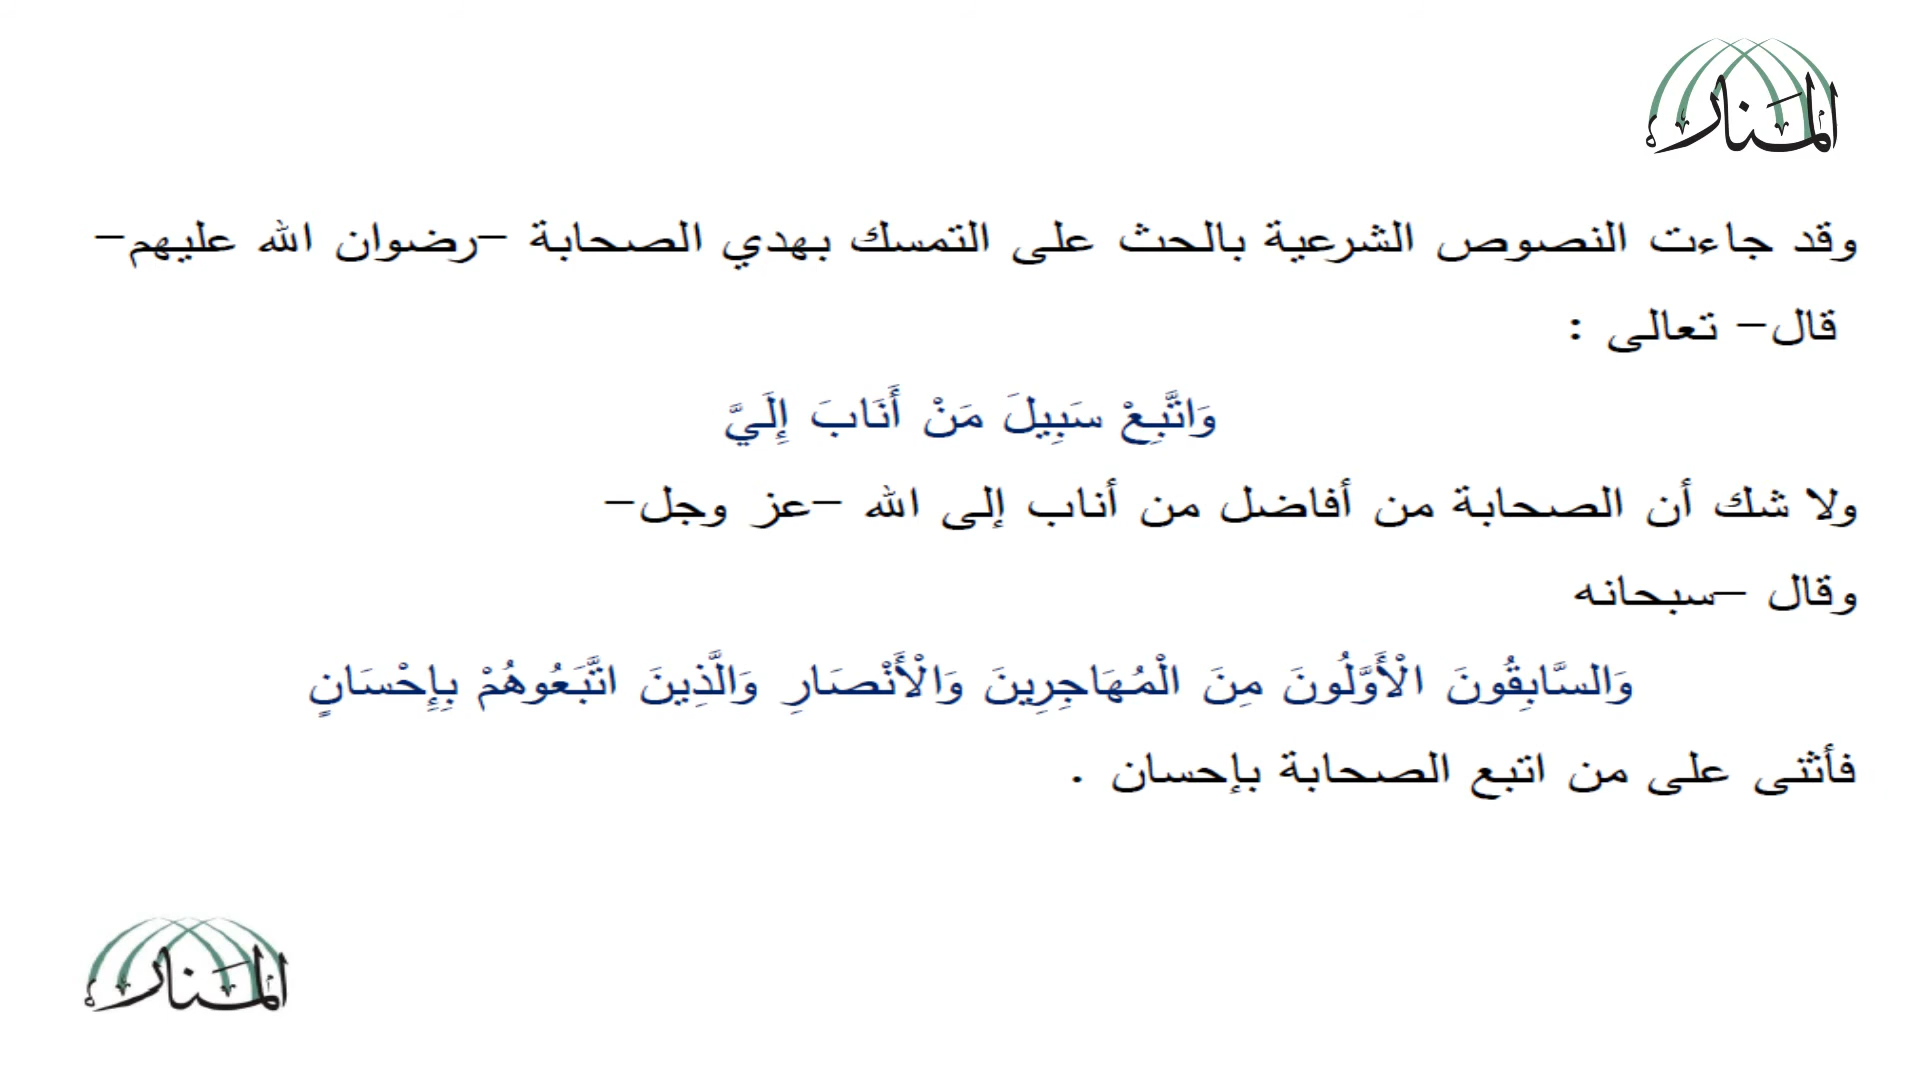 المنار
وقد جاءت النصوص الشرعية بالحث على التمسك بهدي الصحابة –رضوان الله عليهم–
قال– تعالى :
وَاتَّبِعْ سَبِيلَ مَنْ أَنَابَ إِلَيَّ
ولا شك أن الصحابة من أفاضل من أناب إلى الله –عز وجل–
وقال –سبحانه
وَالسَّابِقُونَ الْأَوَّلُونَ مِنَ الْمُهَاجِرِينَ وَالْأَنْصَارِ وَالَّذِينَ اتَّبَعُوهُمْ بِإِحْسَانٍ
فأثنى على من اتبع الصحابة بإحسان .
المنار